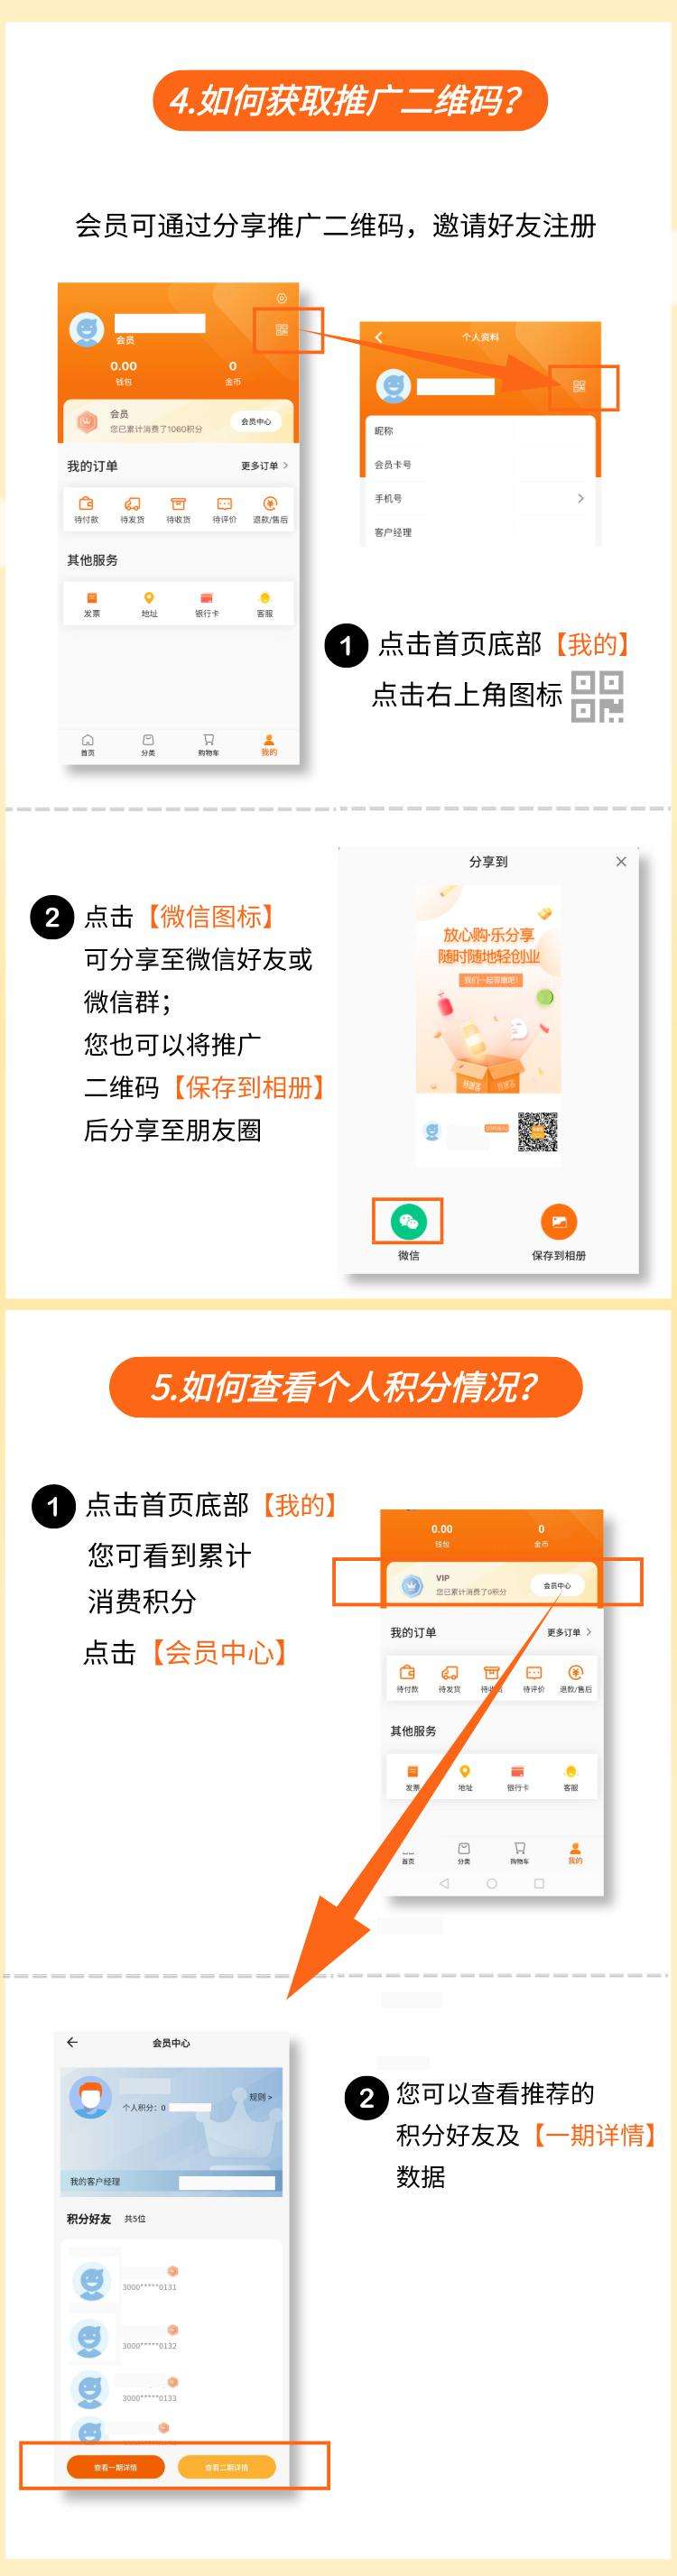 4.如何获取推广二维码?
会员可通过分享推广二维码，邀请好友注册
会员
0.00
0
钱包
金币
会员
您已累计消费了1060积分
会员中心
我的订单
更多订单 >
待付款 待发货 待收货 待评价 退款/售后
其他服务
发票 地址 银行卡 客服
首页 分类 购物车 我的
个人资料
昵称
会员卡号
手机号
客户经理
1 点击首页底部【我的】
点击右上角图标
2 点击【微信图标】
可分享至微信好友或
微信群；
您也可以将推广
二维码【保存到相册】
后分享至朋友圈
分享到
放心购·乐分享
随时随地轻创业
我们一起零撸吧!
微信
保存到相册
5.如何查看个人积分情况?
1 点击首页底部【我的】
您可看到累计
消费积分
点击【会员中心】
0.00
0
钱包
金币
VIP
您已累计消费了0积分
会员中心
我的订单
更多订单 >
待付款 待发货 待收货 待评价 退款/售后
其他服务
发票 地址 银行卡 客服
首页 分类 购物车 我的
会员中心
规则 >
个人积分：0
我的客户经理
积分好友 共5位
3000*****0131
3000*****0132
3000*****0133
查看一期详情
查看二期详情
2 您可以查看推荐的
积分好友及【一期详情】
数据